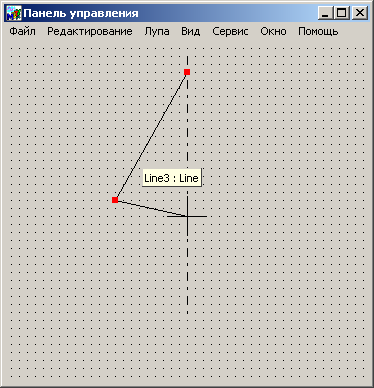 Панель управления
Файл Редактирование Лупа Вид Сервис Окно Помощь
Line3 : Line